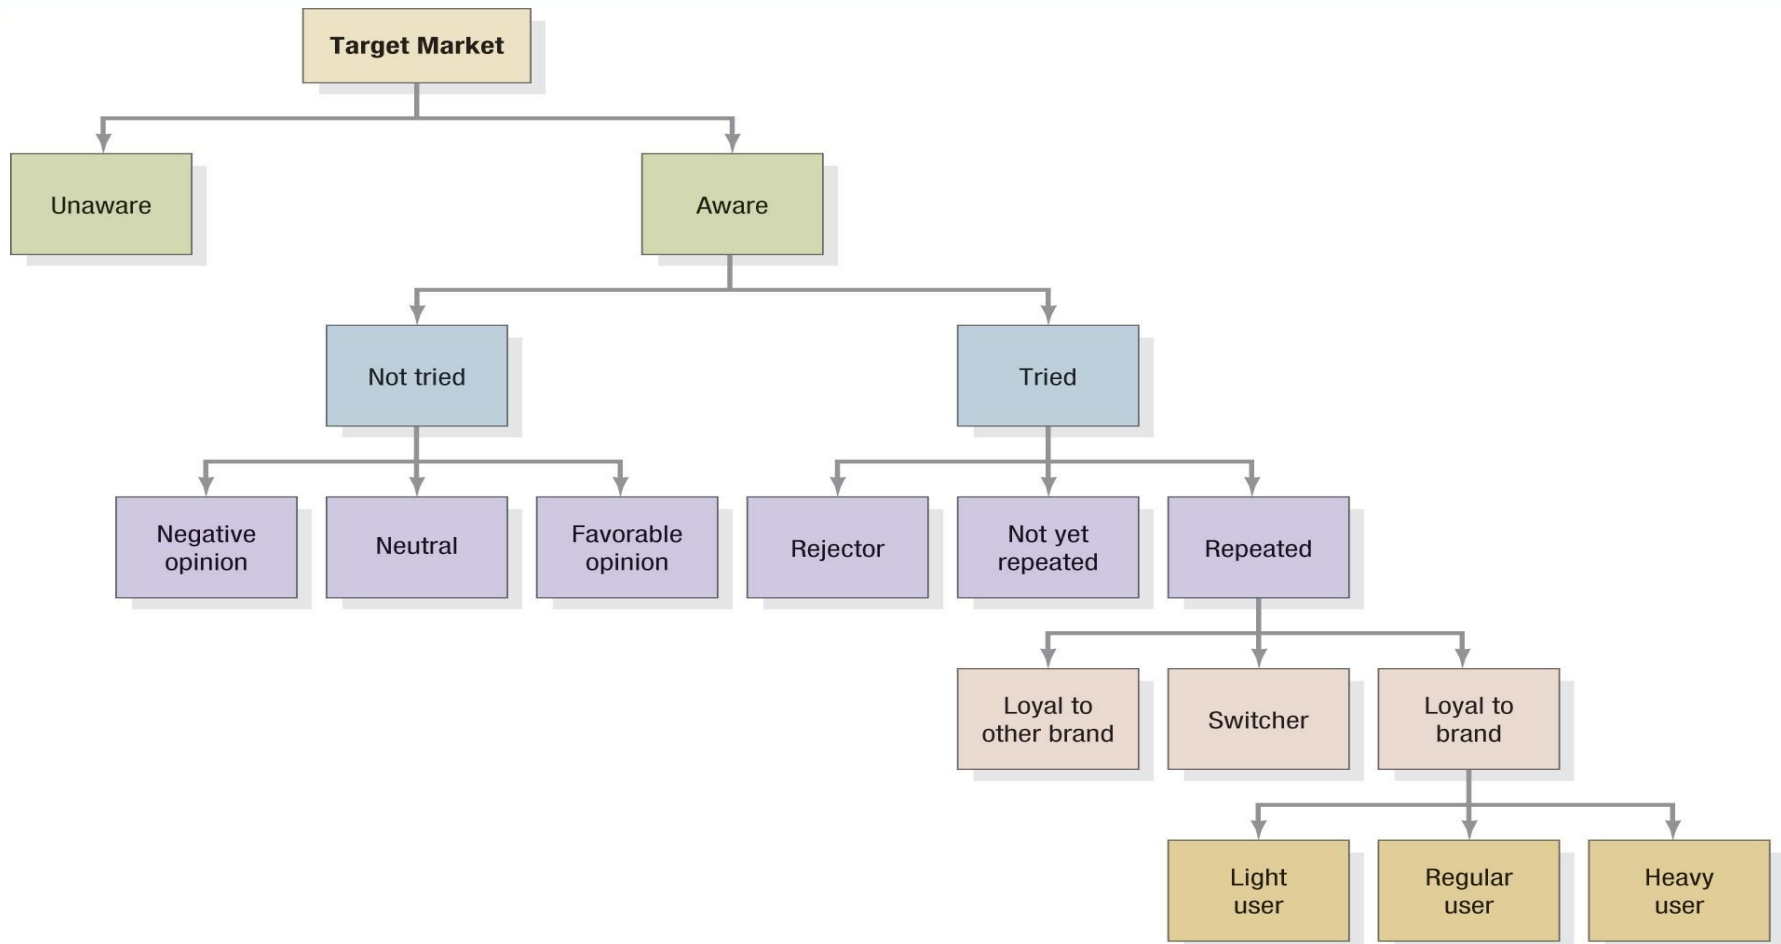 Target Market
Unaware
Aware
Not tried
Tried
Negative
opinion
Neutral
Favorable
opinion
Rejector
Not yet
repeated
Repeated
Loyal to
other brand
Switcher
Loyal to
brand
Light
user
Regular
user
Heavy
user